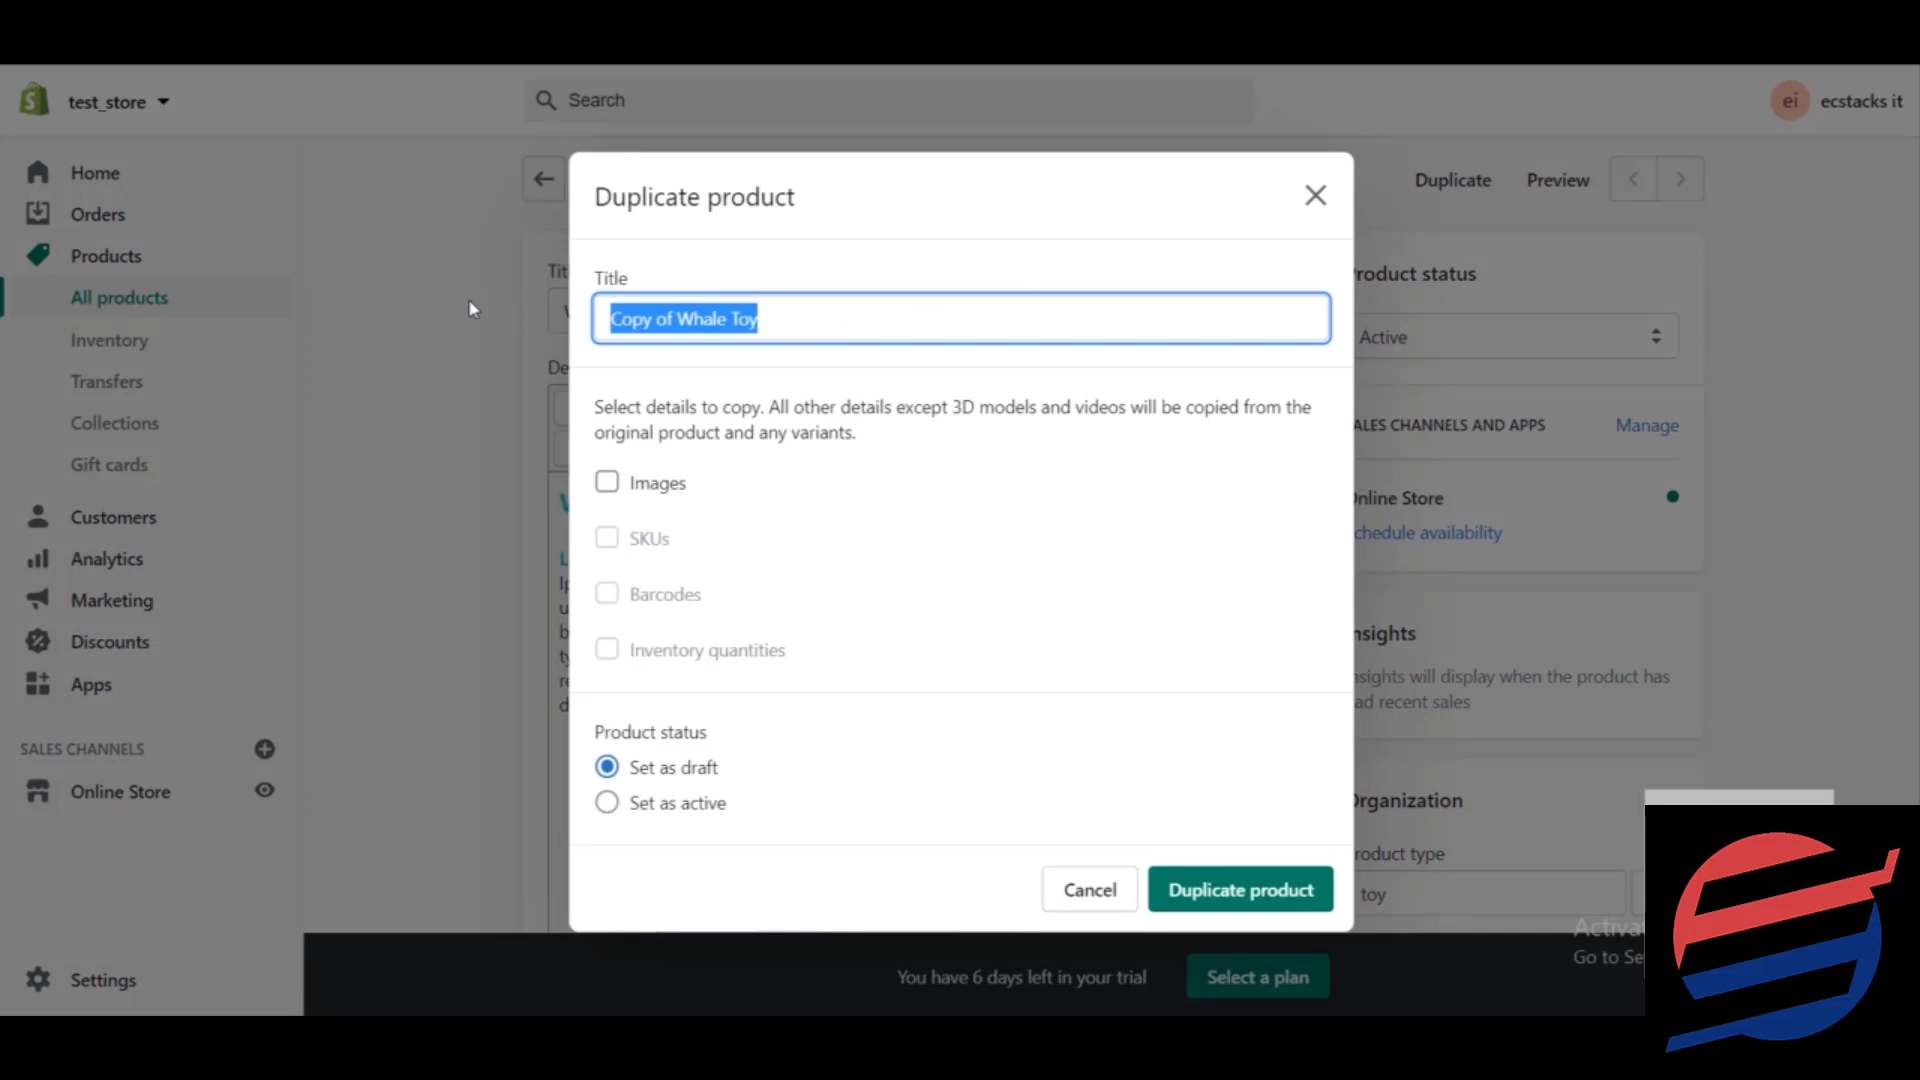 test_store
Search
ei
ecstacks it
Home
Orders
Products
All products
Inventory
Transfers
Collections
Gift cards
Customers
Analytics
Marketing
Discounts
Apps
SALES CHANNELS
Online Store
Settings
Duplicate
Preview
Duplicate product
Title
Copy of Whale Toy
Select details to copy. All other details except 3D models and videos will be copied from the
original product and any variants.
Images
SKUs
Barcodes
Inventory quantities
Product status
Set as draft
Set as active
Cancel
Duplicate product
Tit
De
roduct status
Active
ALES CHANNELS AND APPS
Manage
nline Store
chedule availability
nsights
nsights will display when the product has
ad recent sales
Organization
roduct type
toy
Activa
Go to Se
You have 6 days left in your trial
Select a plan